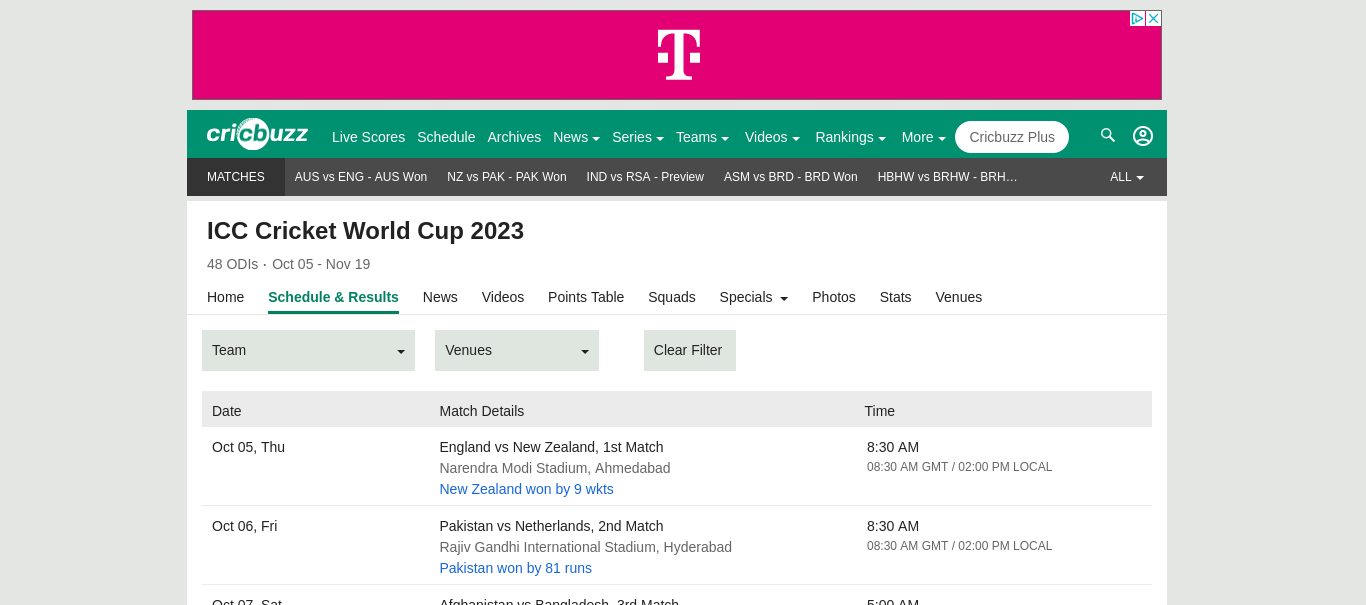 T
cricbuzz
Live Scores Schedule Archives News Series Teams Videos Rankings More Cricbuzz Plus
MATCHES AUS vs ENG - AUS Won NZ vs PAK - PAK Won IND vs RSA - Preview ASM vs BRD - BRD Won HBHW vs BRHW - BRH… ALL
ICC Cricket World Cup 2023
48 ODIs · Oct 05 - Nov 19
Home Schedule & Results News Videos Points Table Squads Specials Photos Stats Venues
Team Venues Clear Filter
Date Match Details Time
Oct 05, Thu England vs New Zealand, 1st Match 8:30 AM
Narendra Modi Stadium, Ahmedabad 08:30 AM GMT / 02:00 PM LOCAL
New Zealand won by 9 wkts
Oct 06, Fri Pakistan vs Netherlands, 2nd Match 8:30 AM
Rajiv Gandhi International Stadium, Hyderabad 08:30 AM GMT / 02:00 PM LOCAL
Pakistan won by 81 runs
Oct 07, Sat Afghanistan vs Bangladesh, 3rd Match 5:00 AM